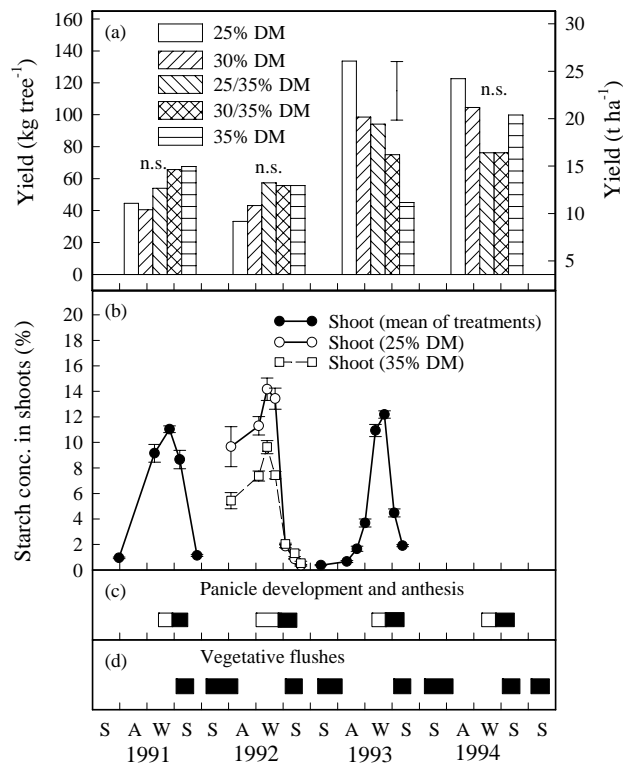 (a)
25% DM
30% DM
25/35% DM
30/35% DM
35% DM
n.s.
n.s.
n.s.
Yield (kg tree⁻¹)
160
140
120
100
80
60
40
20
0
Yield (t ha⁻¹)
30
25
20
15
10
5
(b)
Shoot (mean of treatments)
Shoot (25% DM)
Shoot (35% DM)
Starch conc. in shoots (%)
20
18
16
14
12
10
8
6
4
2
0
(c)
Panicle development and anthesis
(d)
Vegetative flushes
S A W S S A W S S A W S S A W S S
1991 1992 1993 1994